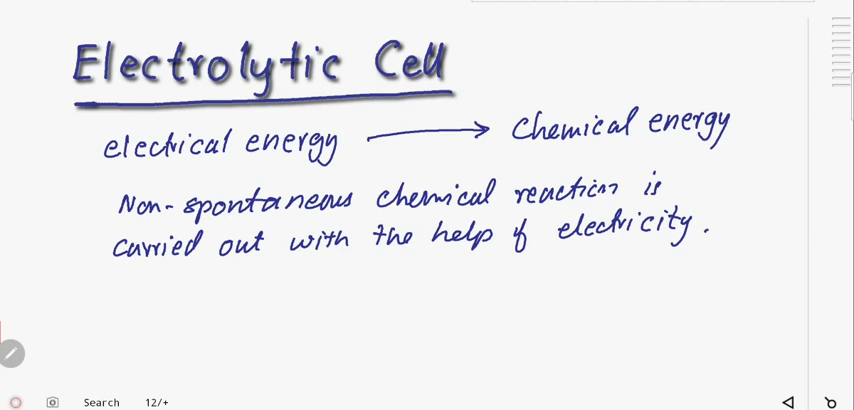 Electrolytic Cell
electrical energy → Chemical energy
Non-spontaneous chemical reaction is
carried out with the help of electricity.
Search 12/+